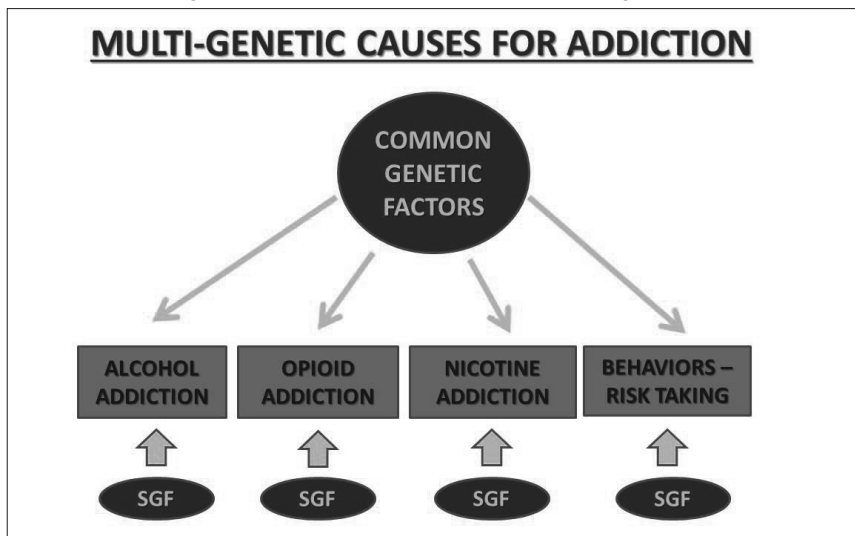 MULTI-GENETIC CAUSES FOR ADDICTION
COMMON
GENETIC
FACTORS
ALCOHOL
ADDICTION
OPIOID
ADDICTION
NICOTINE
ADDICTION
BEHAVIORS –
RISK TAKING
SGF
SGF
SGF
SGF